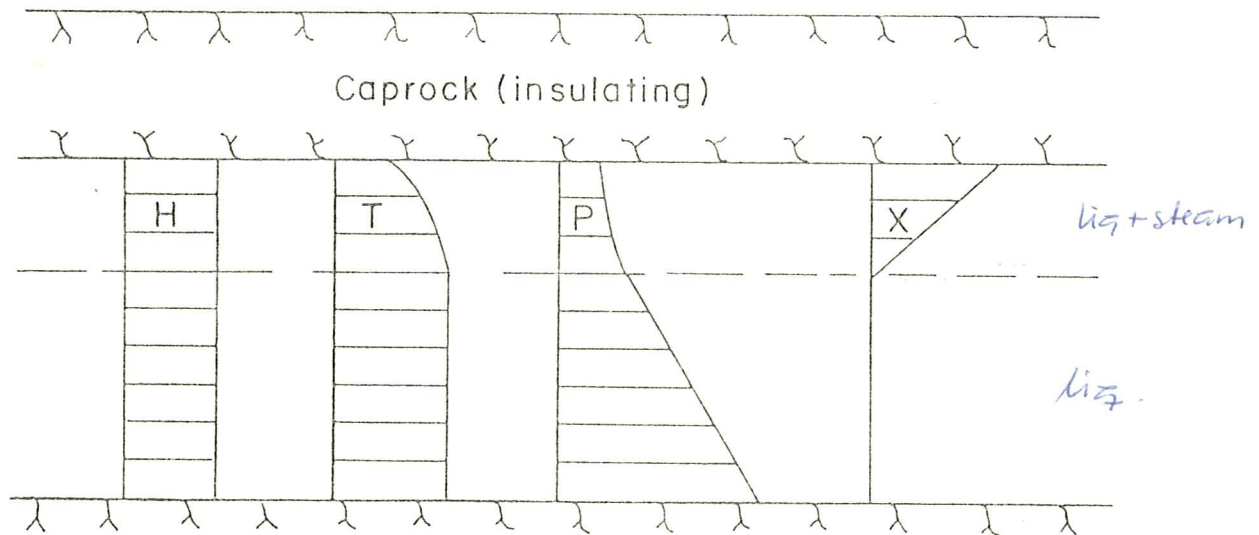 Caprock (insulating)
H T P X liq + steam
liq.